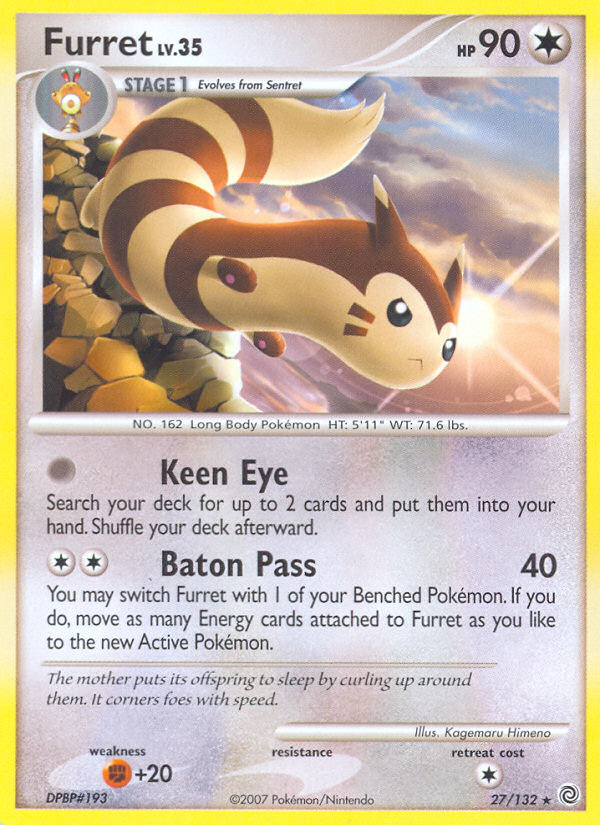 Furret LV.35
HP 90
STAGE 1 Evolves from Sentret
NO. 162 Long Body Pokémon HT: 5'11" WT: 71.6 lbs.
Keen Eye
Search your deck for up to 2 cards and put them into your
hand. Shuffle your deck afterward.
Baton Pass 40
You may switch Furret with 1 of your Benched Pokémon. If you
do, move as many Energy cards attached to Furret as you like
to the new Active Pokémon.
The mother puts its offspring to sleep by curling up around
them. It corners foes with speed.
Illus. Kagemaru Himeno
weakness resistance retreat cost
+20
DPBP#193 ©2007 Pokémon/Nintendo 27/132 ★